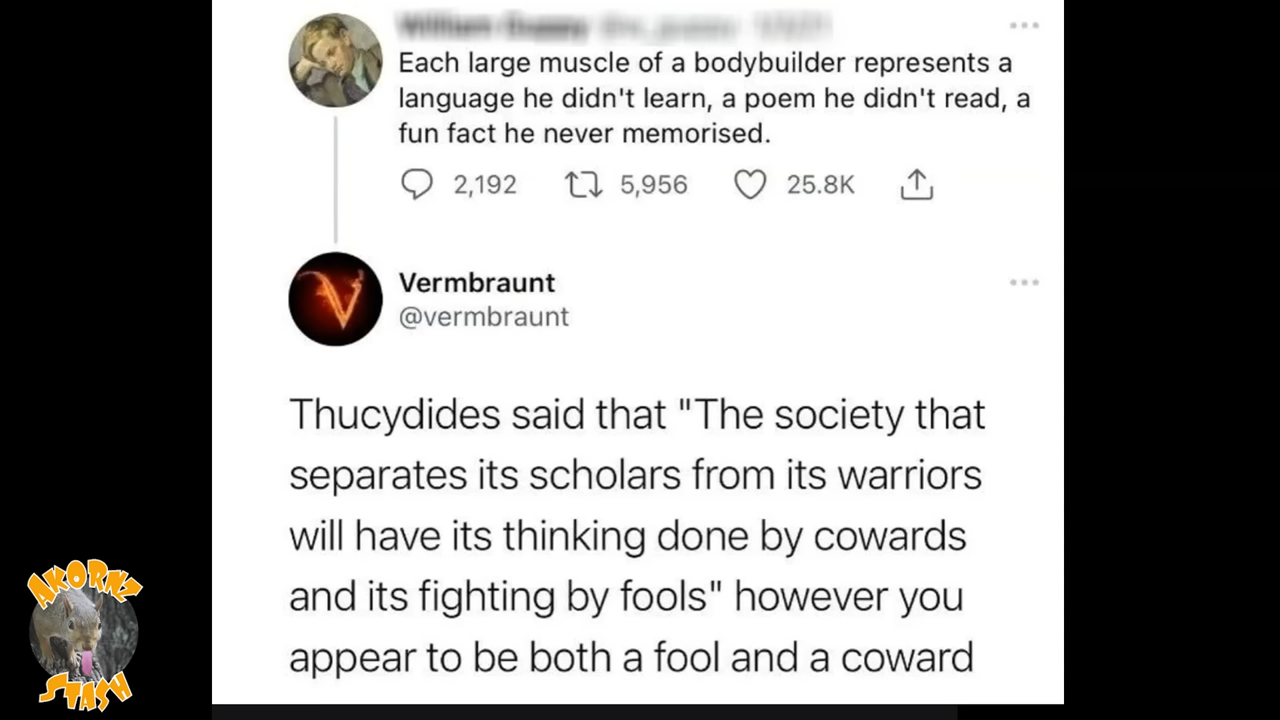 Each large muscle of a bodybuilder represents a
language he didn't learn, a poem he didn't read, a
fun fact he never memorised.
2,192 5,956 25.8K
Vermbraunt
@vermbraunt
Thucydides said that "The society that
separates its scholars from its warriors
will have its thinking done by cowards
and its fighting by fools" however you
appear to be both a fool and a coward
AKORNZ
STASH